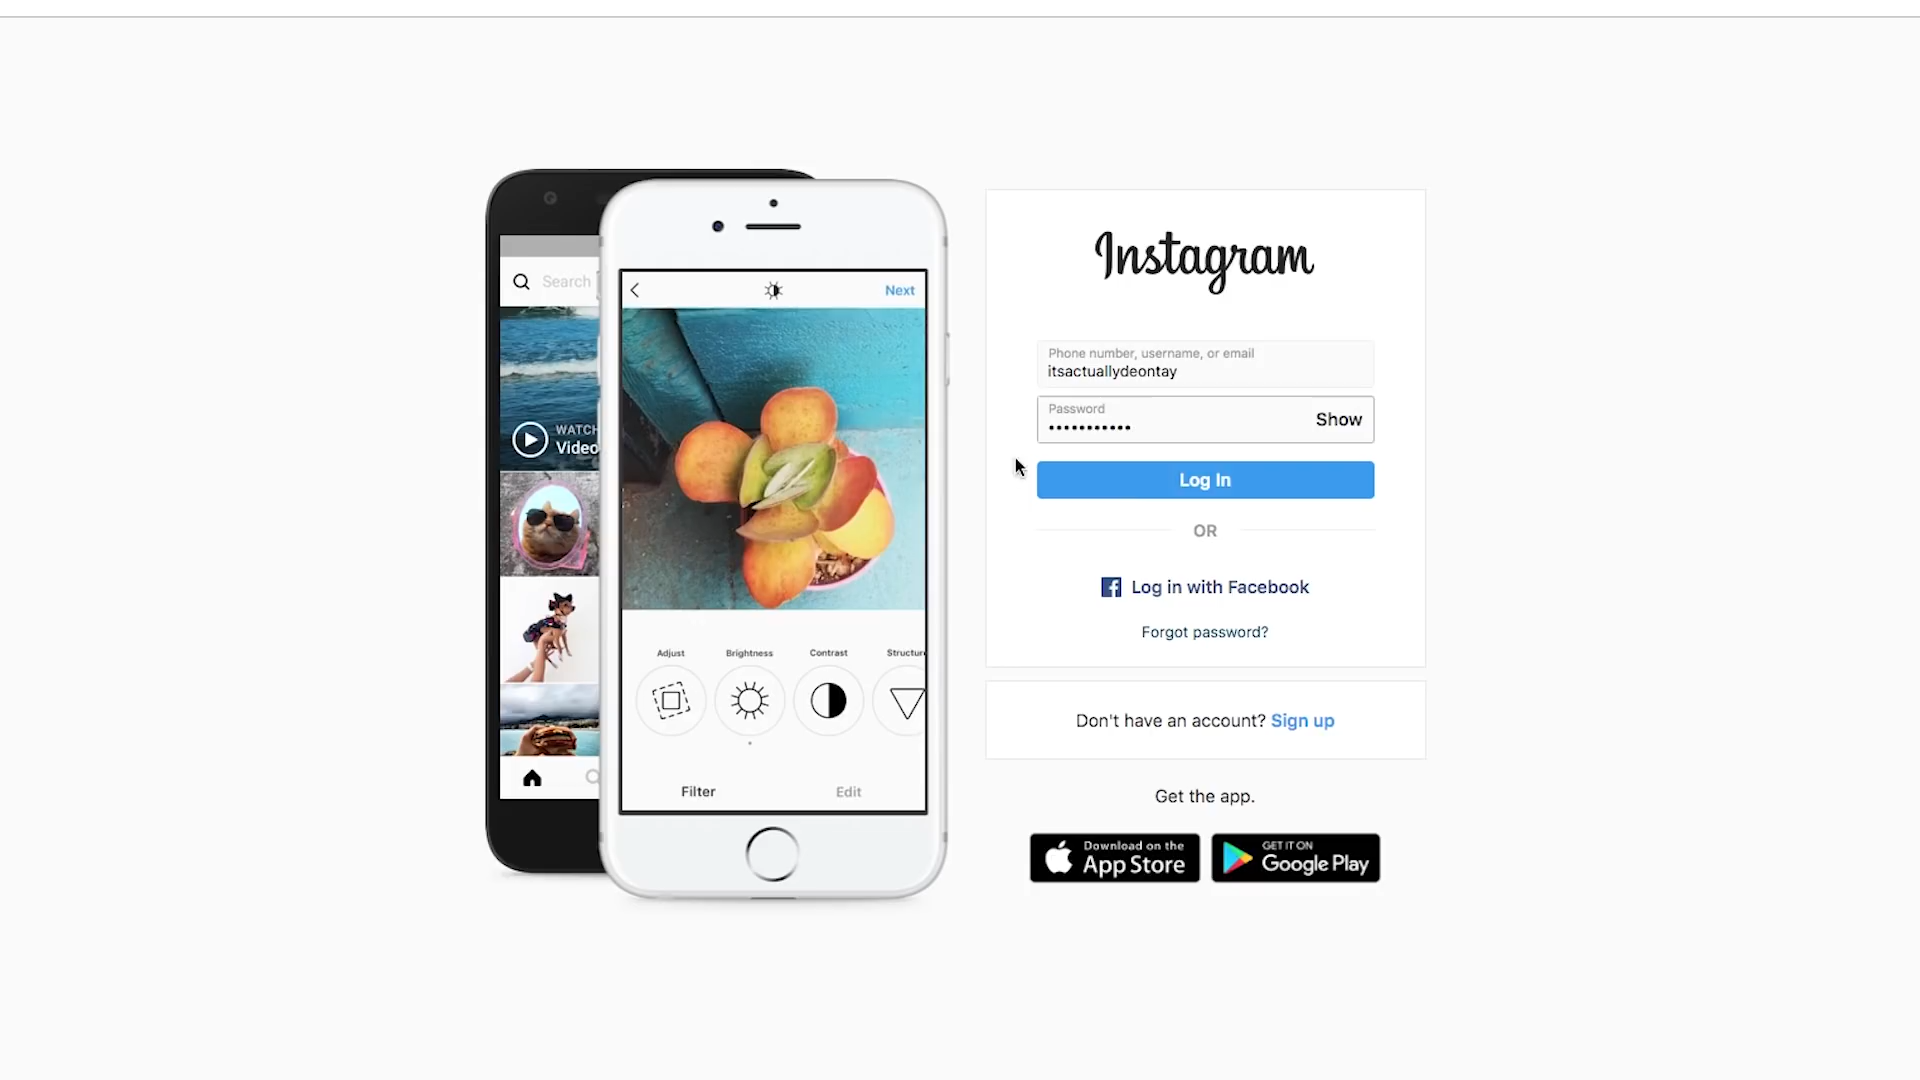 Search
WATCH
Video
Next
Adjust
Brightness
Contrast
Filter
Edit
Instagram
Phone number, username, or email
itsactuallydeontay
Password
•••••••••••
Show
Log In
OR
Log in with Facebook
Forgot password?
Don't have an account? Sign up
Get the app.
Download on the
App Store
GET IT ON
Google Play